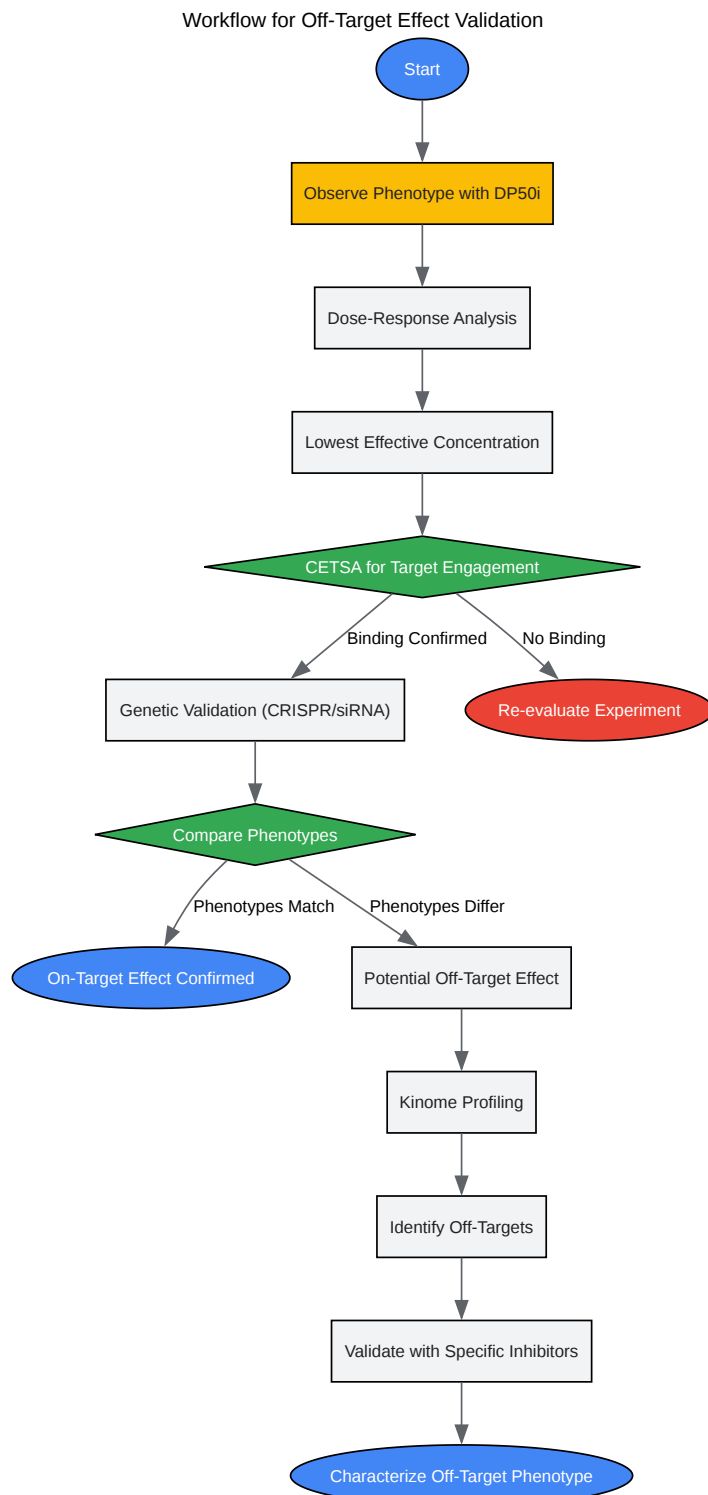 Workflow for Off-Target Effect Validation
Start
Observe Phenotype with DP50i
Dose-Response Analysis
Lowest Effective Concentration
CETSA for Target Engagement
Binding Confirmed
No Binding
Genetic Validation (CRISPR/siRNA)
Re-evaluate Experiment
Compare Phenotypes
Phenotypes Match
Phenotypes Differ
On-Target Effect Confirmed
Potential Off-Target Effect
Kinome Profiling
Identify Off-Targets
Validate with Specific Inhibitors
Characterize Off-Target Phenotype